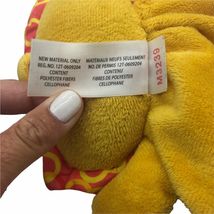 NEW MATERIAL ONLY
REG. NO. 12T-0609204
CONTENT
POLYESTER FIBERS
CELLOPHANE
MATÉRIAUX NEUFS SEULEMENT
NO. DE PERMIS 12T-0609204
CONTENU
FIBRES DE POLYESTER
CELLOPHANE
M3239